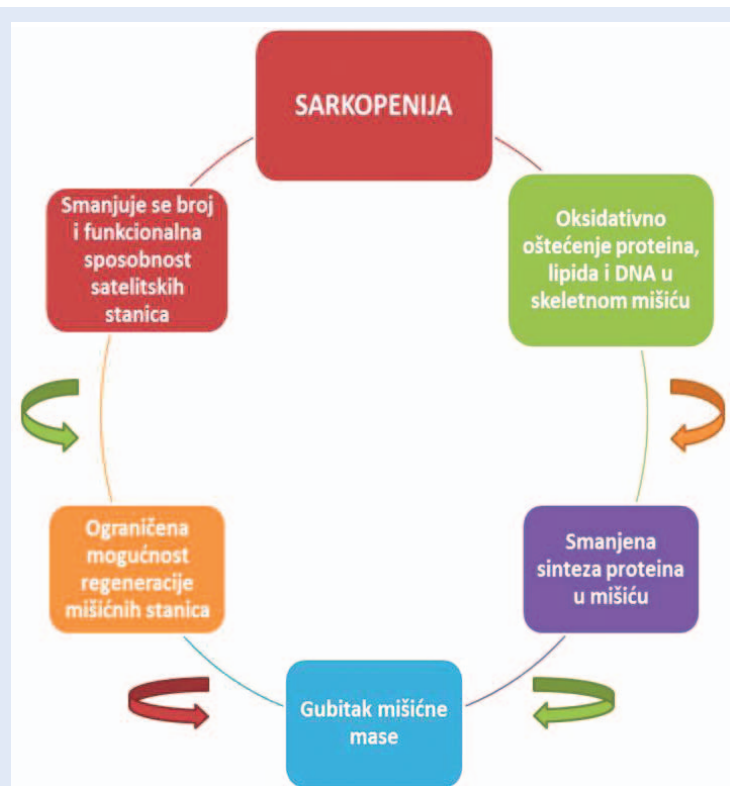 SARKOPENIJA
Smanjuje se broj
i funkcionalna
sposobnost
satelitskih
stanica
Oksidativno
oštećenje proteina,
lipida i DNA u
skeletnom mišiću
Ograničena
mogućnost
regeneracije
mišićnih stanica
Smanjena
sinteza proteina
u mišiću
Gubitak mišićne
mase